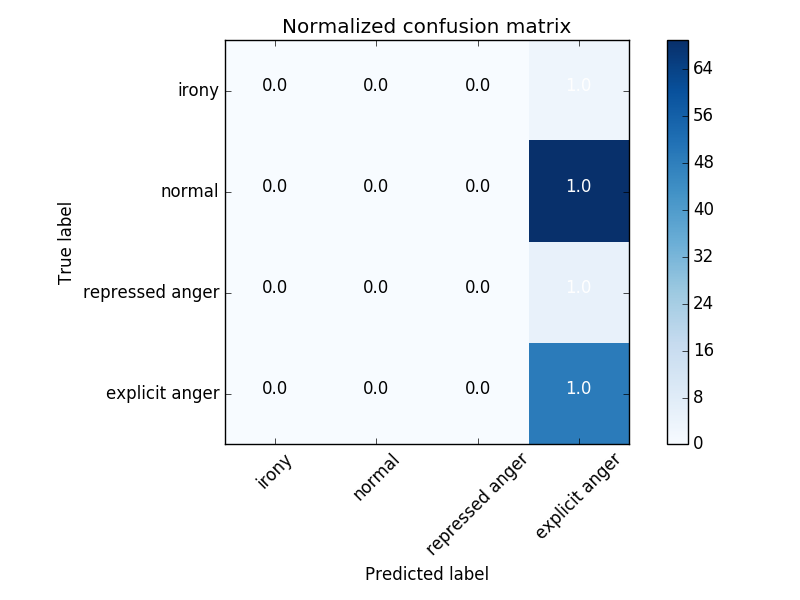 Normalized confusion matrix
irony 0.0 0.0 0.0 1.0
normal 0.0 0.0 0.0 1.0
repressed anger 0.0 0.0 0.0 1.0
explicit anger 0.0 0.0 0.0 1.0
True label
irony
normal
repressed anger
explicit anger
Predicted label
64
56
48
40
32
24
16
8
0